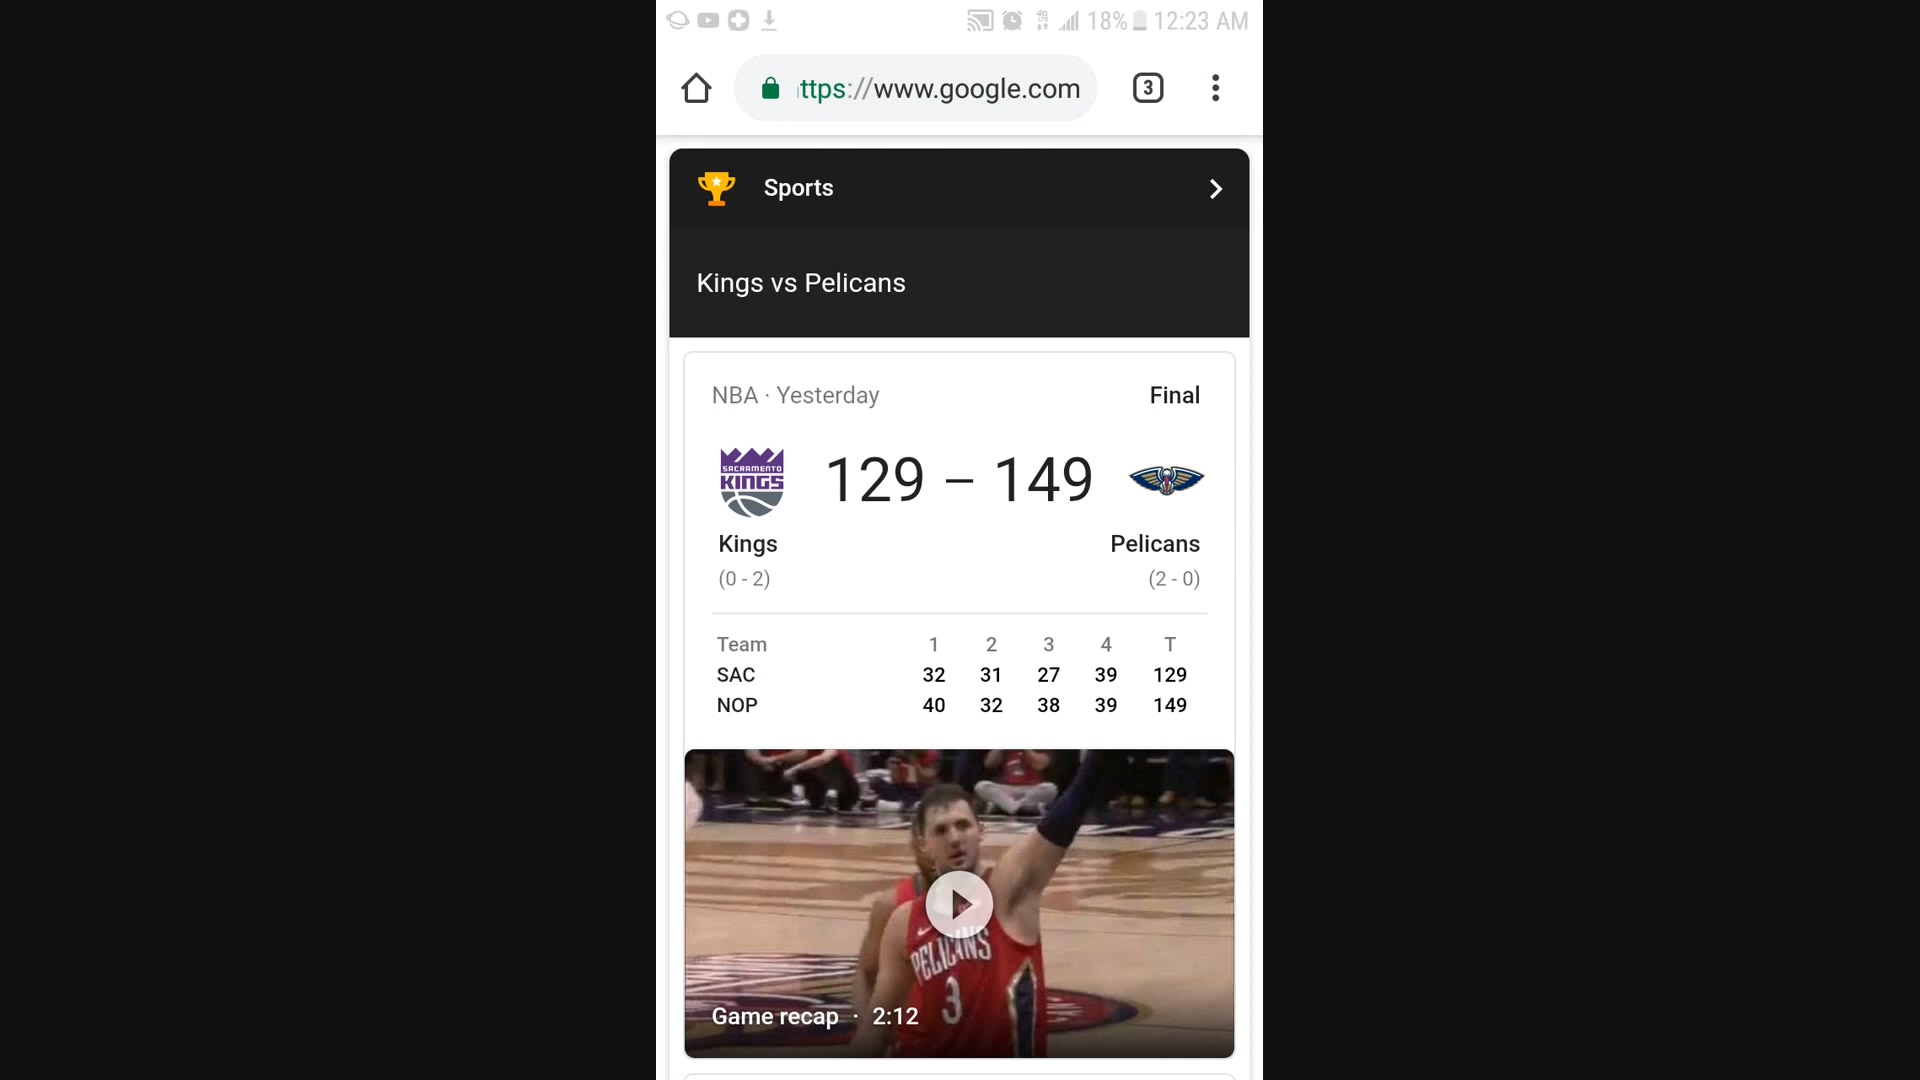 18% 12:23 AM
ttps://www.google.com 3
Sports
Kings vs Pelicans
NBA · Yesterday Final
SACRAMENTO
KINGS
129 – 149
Kings Pelicans
(0 - 2) (2 - 0)
Team 1 2 3 4 T
SAC 32 31 27 39 129
NOP 40 32 38 39 149
PELICANS
3
Game recap · 2:12